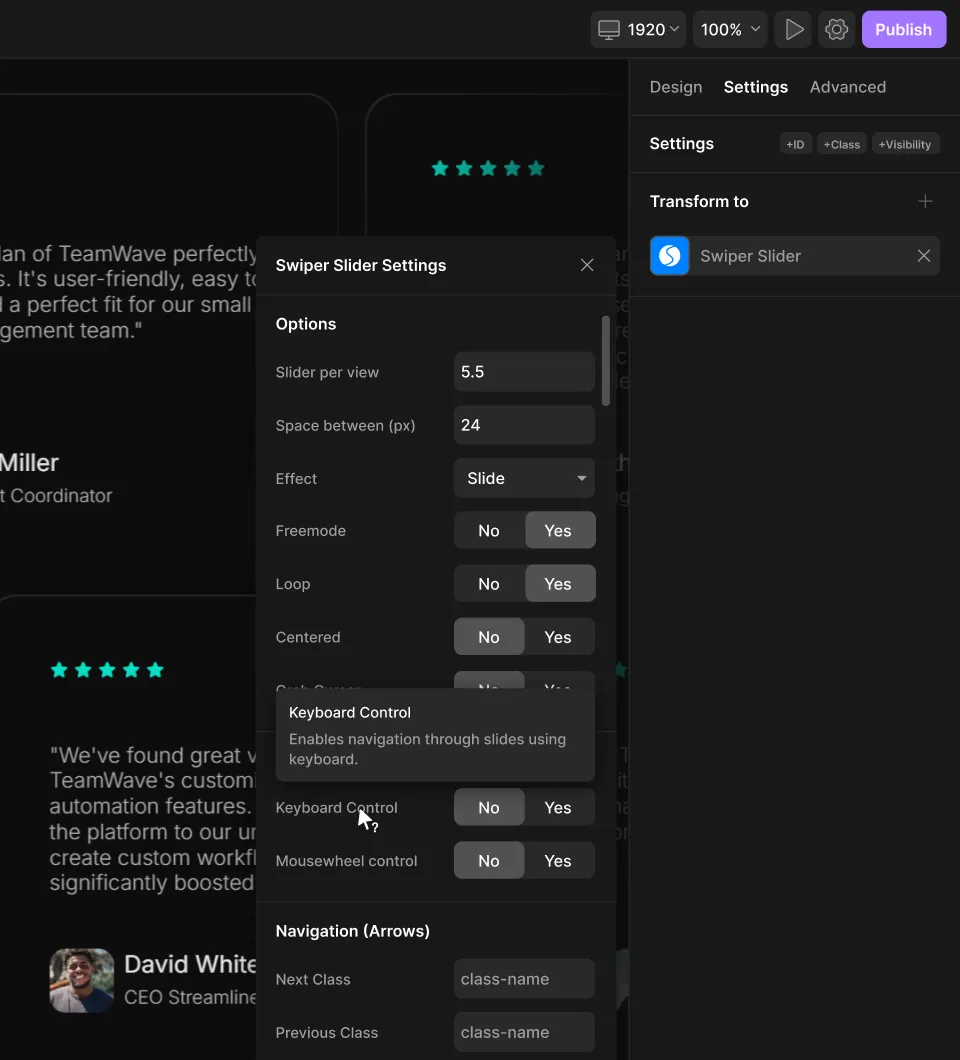 1920
100%
Publish
Design
Settings
Advanced
Settings
+ID
+Class
+Visibility
Transform to
Swiper Slider
lan of TeamWave perfectly
s. It's user-friendly, easy to
a perfect fit for our small
gement team."
Miller
t Coordinator
Swiper Slider Settings
Options
Slider per view
5.5
Space between (px)
24
Effect
Slide
Freemode
No
Yes
Loop
No
Yes
Centered
No
Yes
Grab Cursor
No
Yes
Keyboard Control
Enables navigation through slides using
keyboard.
Keyboard Control
No
Yes
Mousewheel control
No
Yes
Navigation (Arrows)
Next Class
class-name
Previous Class
class-name
"We've found great v
TeamWave's customi
automation features.
the platform to our un
create custom workfl
significantly boosted
David White
CEO Streamline